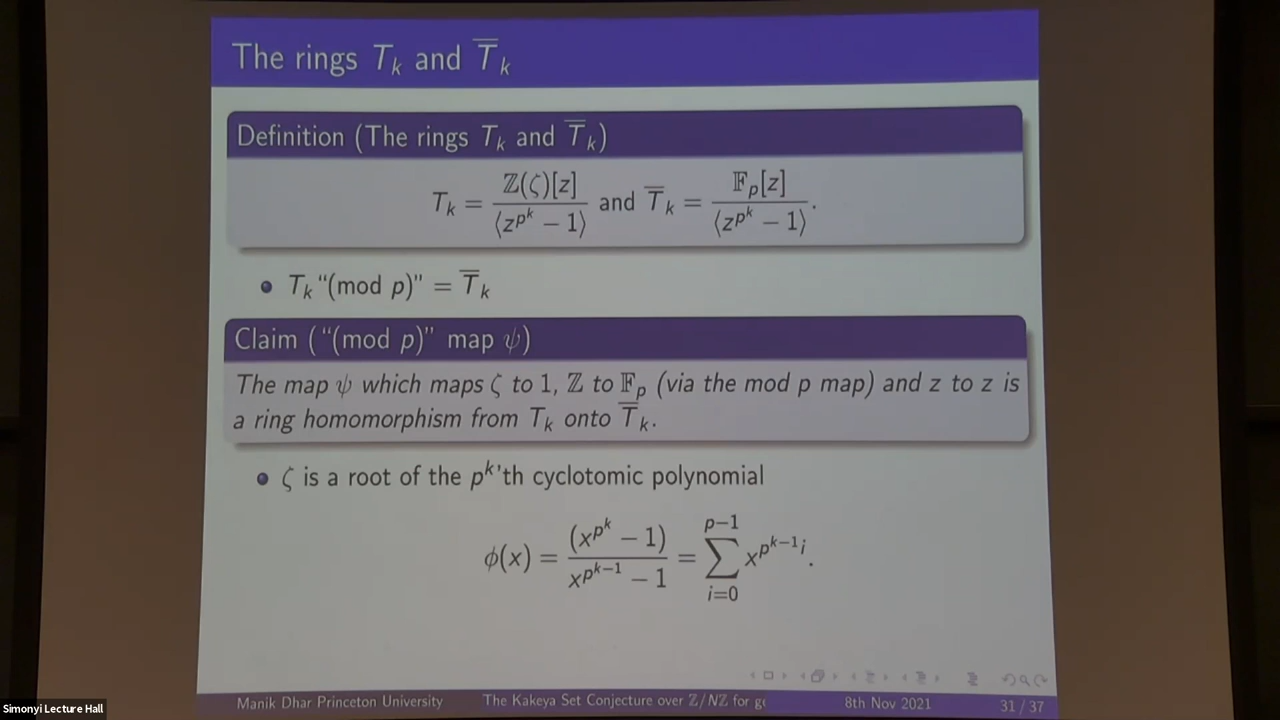 The rings T_k and T̅_k
Definition (The rings T_k and T̅_k)
T_k = ℤ(ζ)[z] / ⟨z^{p^k} − 1⟩ and T̅_k = 𝔽_p[z] / ⟨z^{p^k} − 1⟩.
T_k "(mod p)" = T̅_k
Claim ("(mod p)" map ψ)
The map ψ which maps ζ to 1, ℤ to 𝔽_p (via the mod p map) and z to z is
a ring homomorphism from T_k onto T̅_k.
ζ is a root of the p^k'th cyclotomic polynomial
ϕ(x) = (x^{p^k} − 1) / x^{p^{k−1}} − 1 = ∑_{i=0}^{p−1} x^{p^{k−1}i}.
Manik Dhar Princeton University The Kakeya Set Conjecture over ℤ/Nℤ for ge 8th Nov 2021 31 / 37
Simonyi Lecture Hall